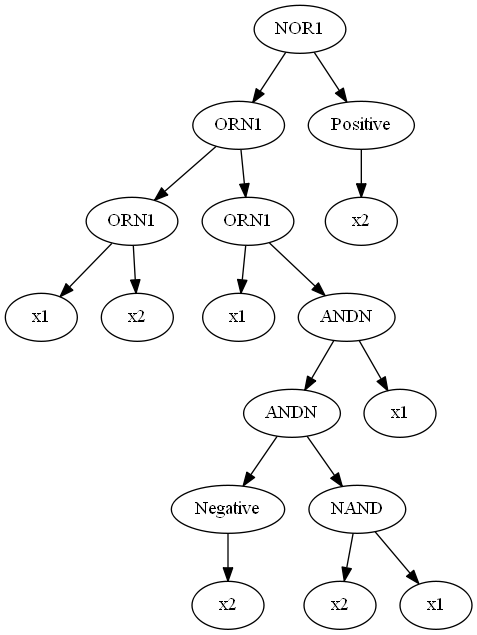 NOR1
ORN1
Positive
ORN1
ORN1
x2
x1
x2
x1
ANDN
ANDN
x1
Negative
NAND
x2
x2
x1